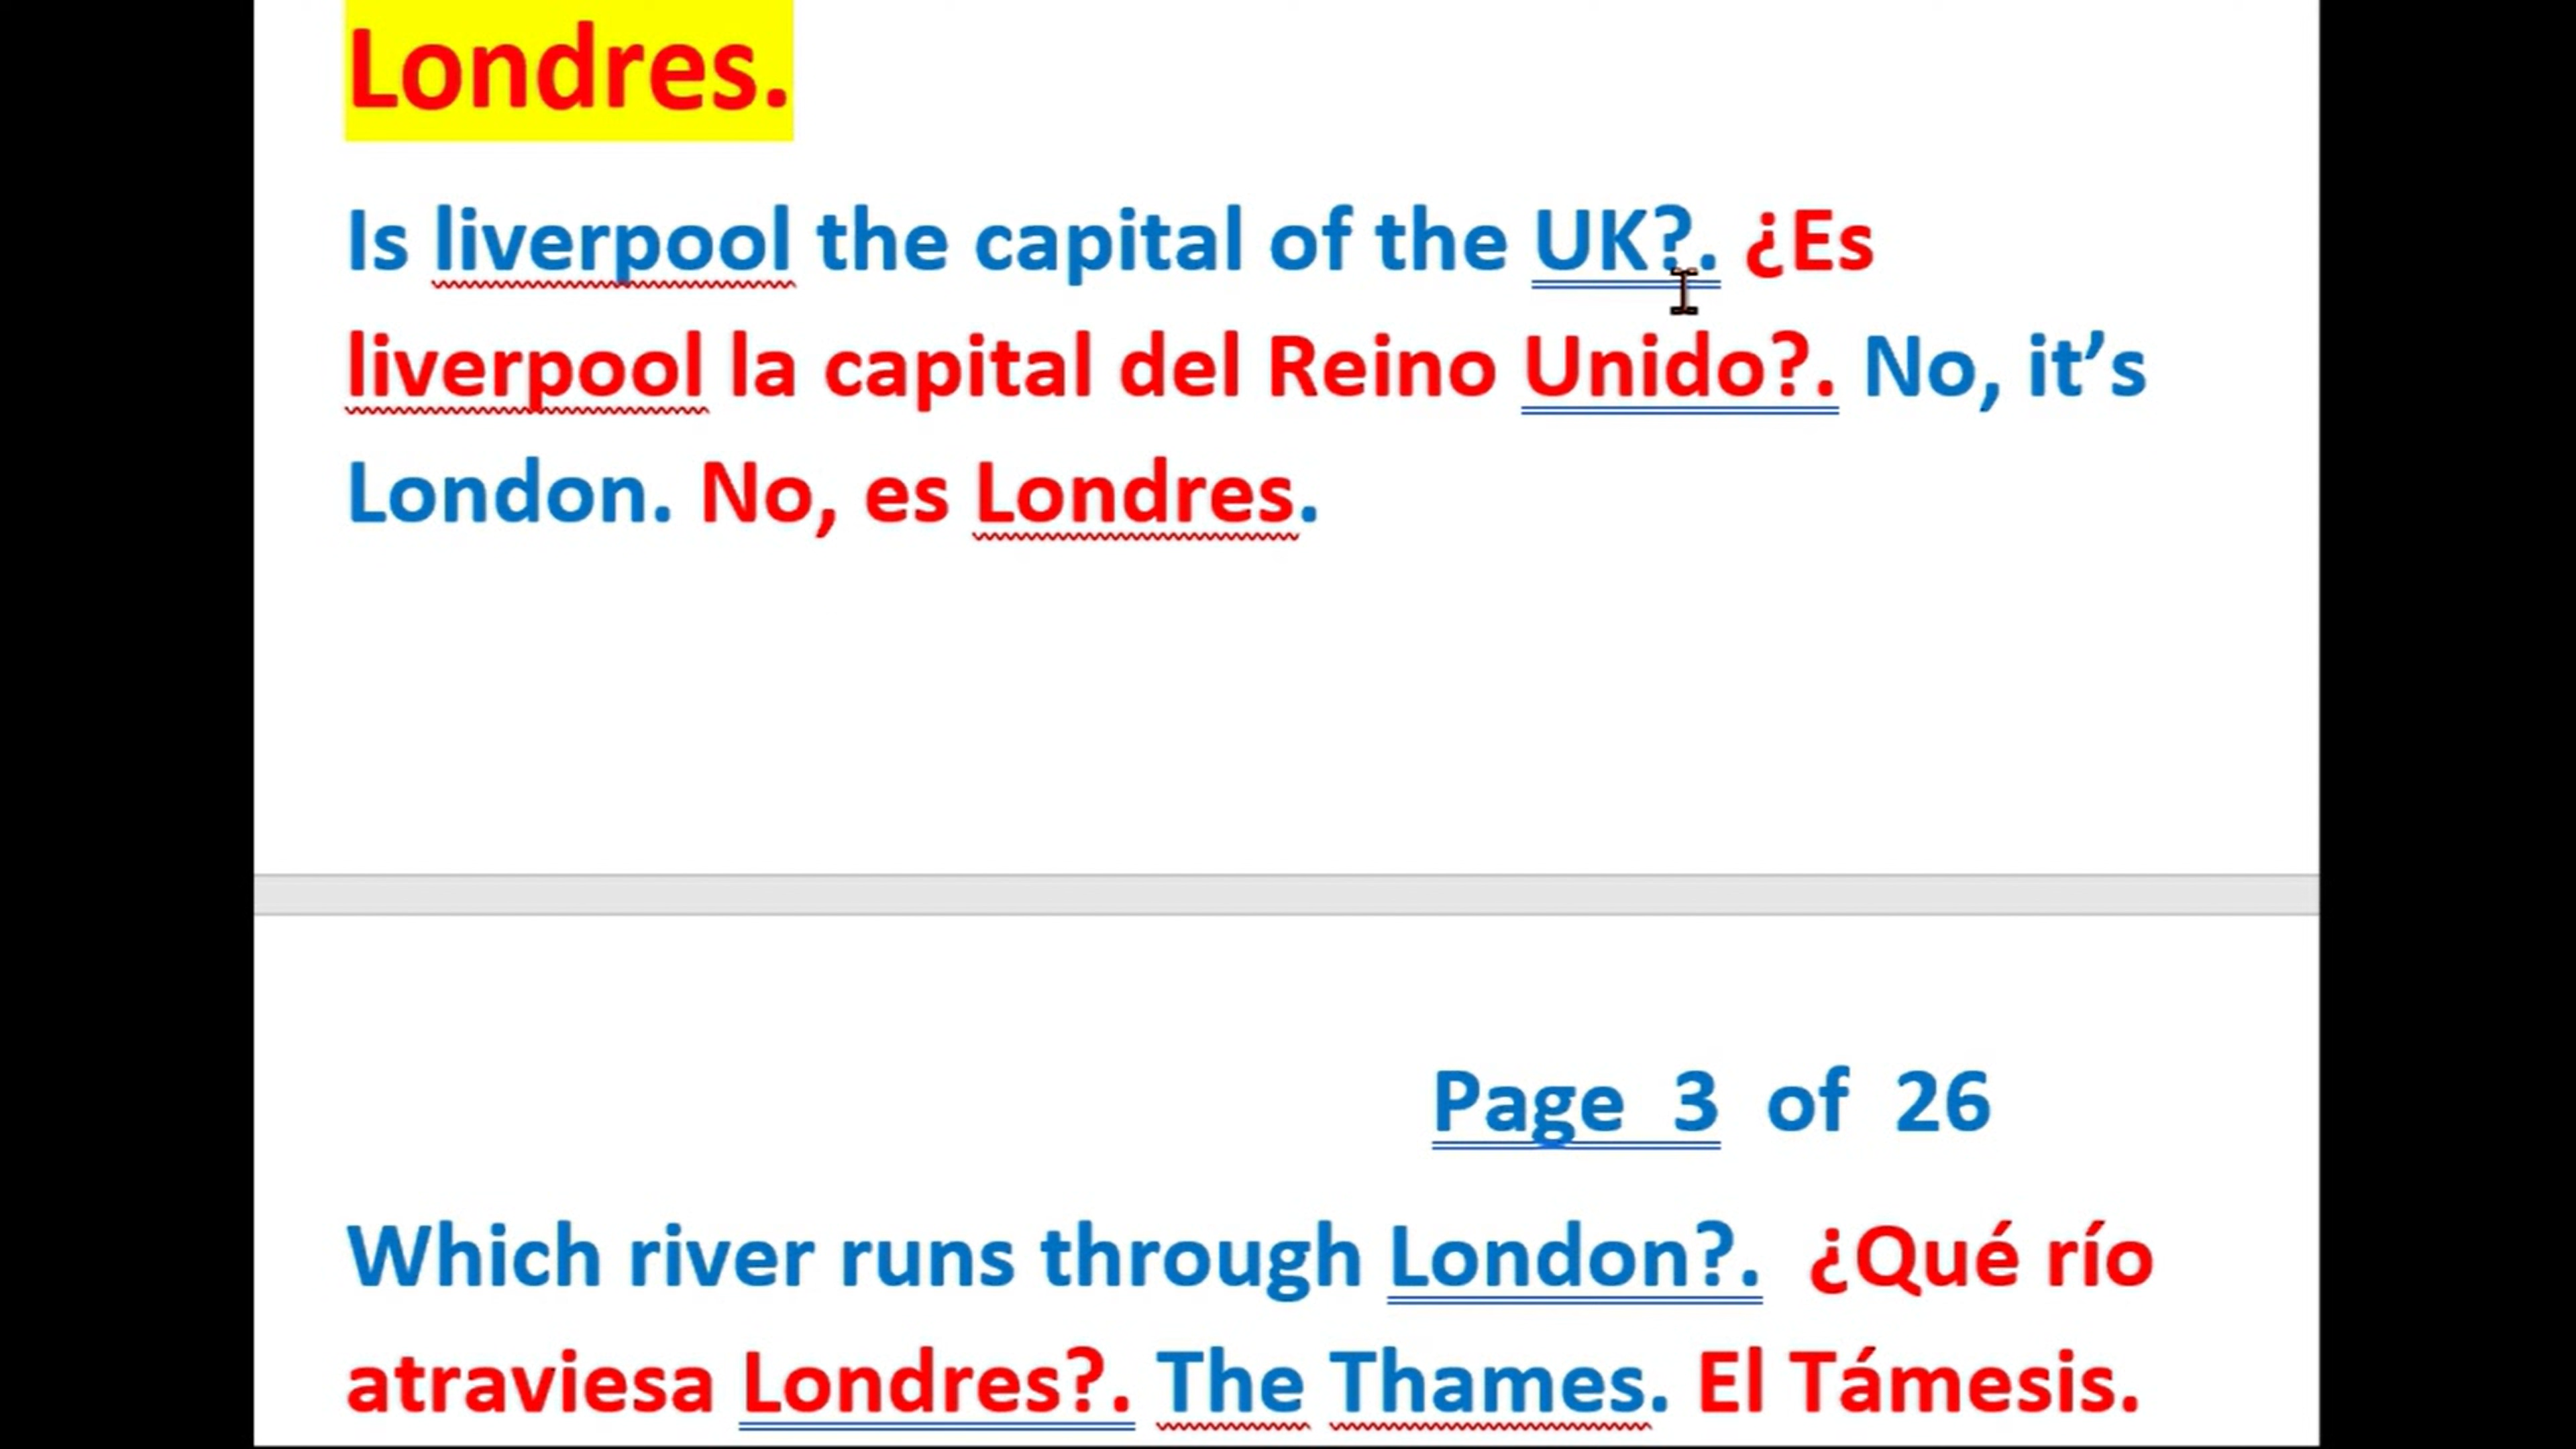 Londres.
Is liverpool the capital of the UK?. ¿Es
liverpool la capital del Reino Unido?. No, it’s
London. No, es Londres.
Page 3 of 26
Which river runs through London?. ¿Qué río
atraviesa Londres?. The Thames. El Támesis.